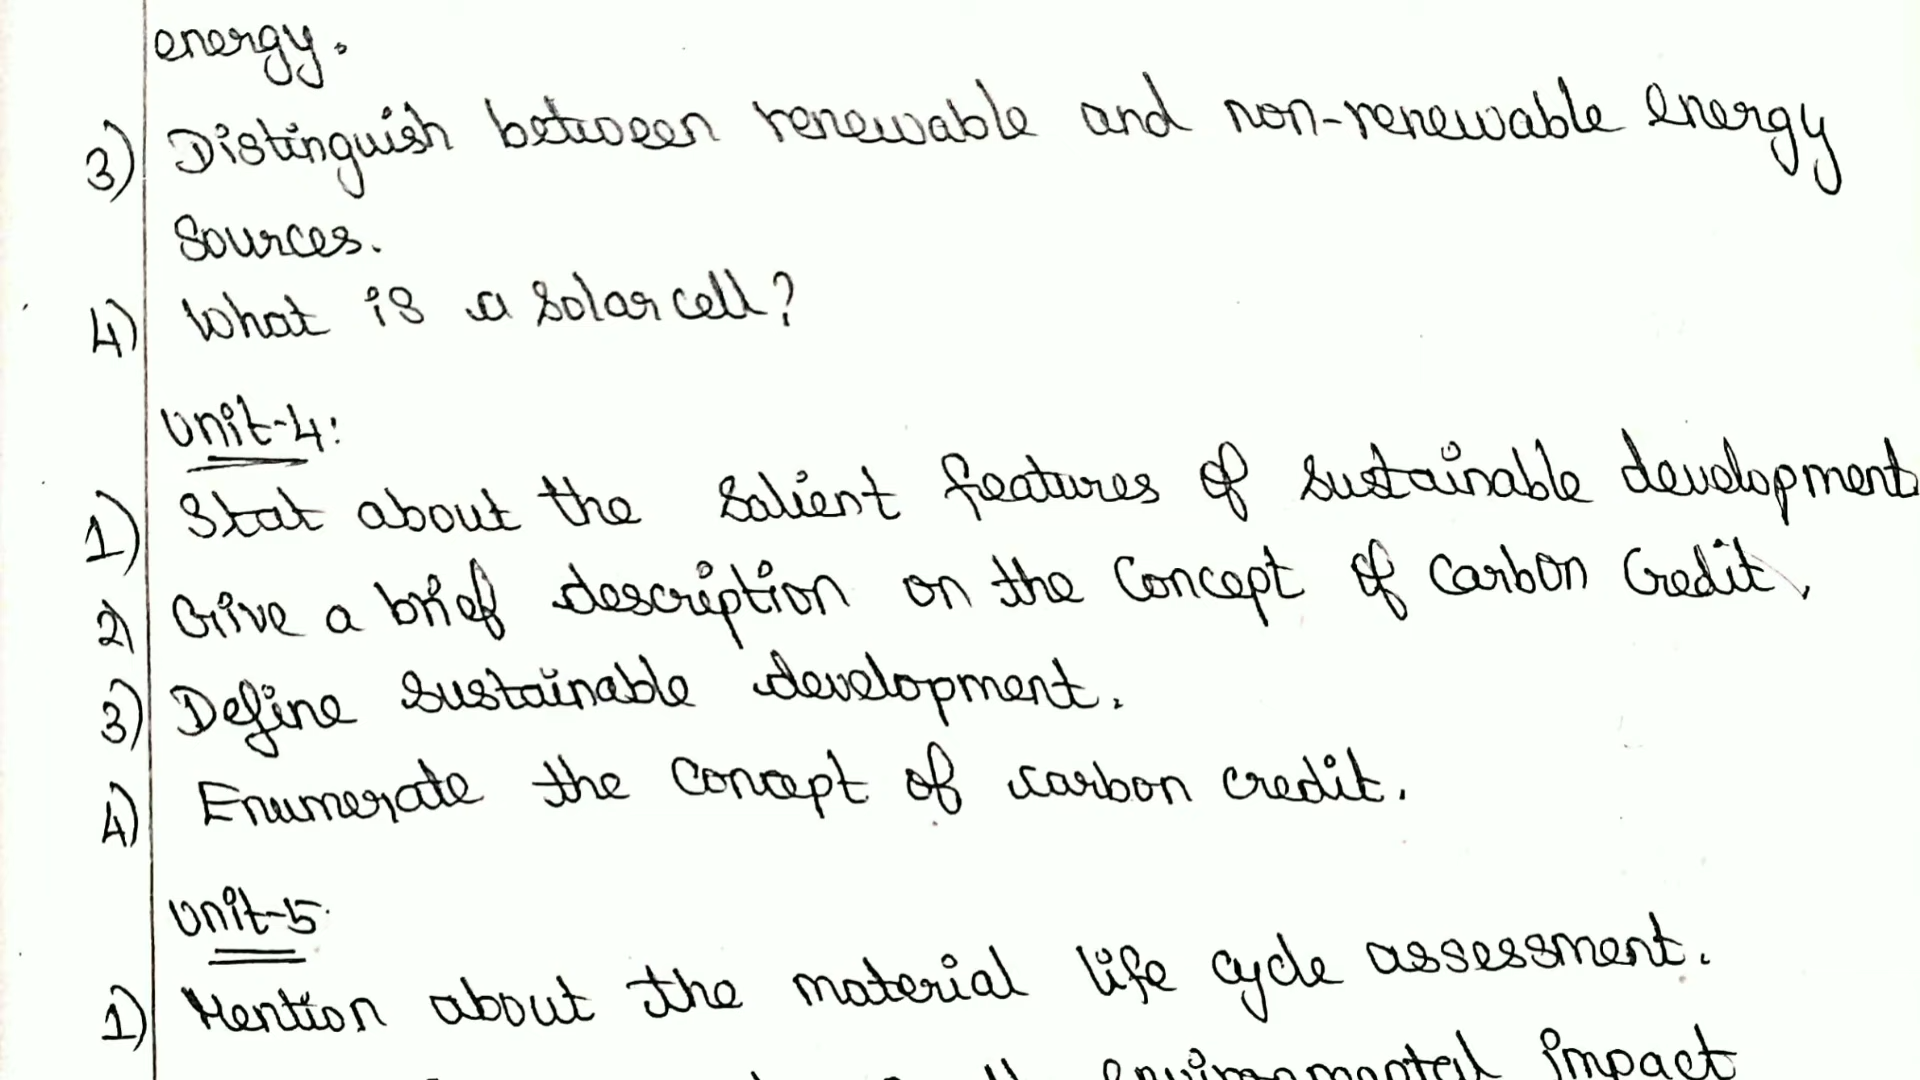 energy.
3) Distinguish between renewable and non-renewable energy
Sources.
4) What is a Solar cell?
Unit-4:
1) Stat about the Salient features of sustainable development
2) Give a brief description on the Concept of Carbon Credit.
3) Define sustainable development.
4) Enumerate the Concept of carbon credit.
Unit-5
1) Mention about the material life cycle assessment.
environmental impact